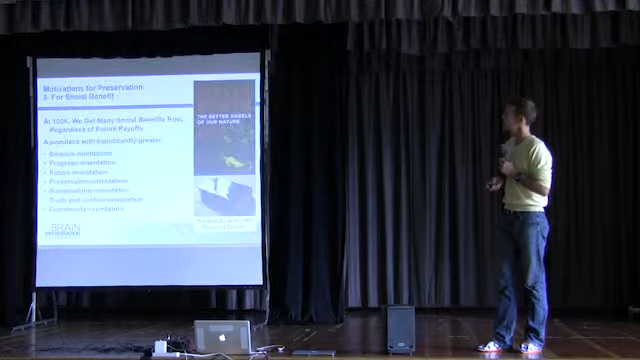 Motivations for Preservation:
5. For Social Benefit
At 100K, We Get Many Social Benefits Now,
Regardless of Future Payoffs.
A populace with significantly greater:
Science-orientation
Progress-orientation
Future-orientation
Preservation-orientation
Sustainability-orientation
Truth and justice-orientation
Community-orientation
THE BETTER ANGELS
OF OUR NATURE
BRAIN
PRESERVATION